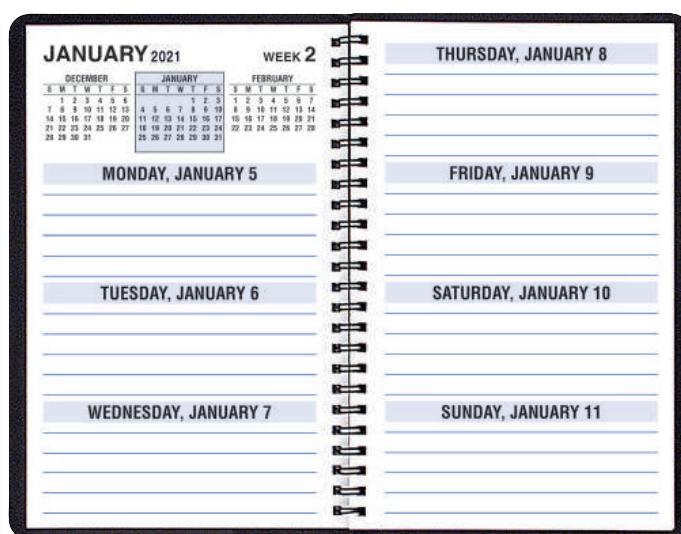 JANUARY 2021 WEEK 2
DECEMBER
S M T W T F S
1 2 3 4 5 6
7 8 9 10 11 12 13
14 15 16 17 18 19 20
21 22 23 24 25 26 27
28 29 30 31
JANUARY
S M T W T F S
1 2 3
4 5 6 7 8 9 10
11 12 13 14 15 16 17
18 19 20 21 22 23 24
25 26 27 28 29 30 31
FEBRUARY
S M T W T F S
1 2 3 4 5 6 7
8 9 10 11 12 13 14
15 16 17 18 19 20 21
22 23 24 25 26 27 28
MONDAY, JANUARY 5
TUESDAY, JANUARY 6
WEDNESDAY, JANUARY 7
THURSDAY, JANUARY 8
FRIDAY, JANUARY 9
SATURDAY, JANUARY 10
SUNDAY, JANUARY 11